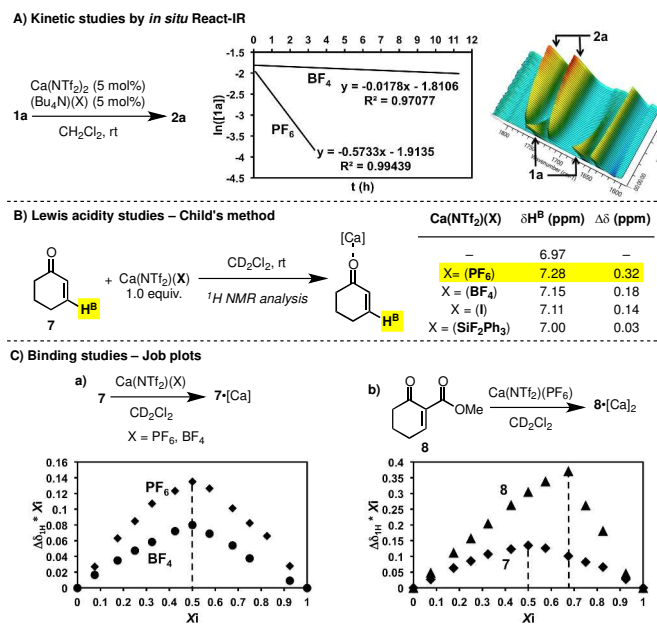 A) Kinetic studies by in situ React-IR
Ca(NTf2)2 (5 mol%)
(Bu4N)(X) (5 mol%)
1a
2a
CH2Cl2, rt
0 1 2 3 4 5 6 7 8 9 10 11 12
-1.5
-2
-2.5
-3
-3.5
-4
-4.5
ln([1a])
BF4
y = -0.0178x - 1.8106
R² = 0.97077
PF6
y = -0.5733x - 1.9135
R² = 0.99439
t (h)
2a
1a
1800
1750
1650
1600
B) Lewis acidity studies – Child's method
O
HB
7
+ Ca(NTf2)(X)
1.0 equiv.
CD2Cl2, rt
1H NMR analysis
[Ca]
O
HB
Ca(NTf2)(X) δHB (ppm) Δδ (ppm)
– 6.97 –
X= (PF6) 7.28 0.32
X = (BF4) 7.15 0.18
X = (I) 7.11 0.14
X = (SiF2Ph3) 7.00 0.03
C) Binding studies – Job plots
a)
Ca(NTf2)(X)
7
7•[Ca]
CD2Cl2
X = PF6, BF4
0.16
0.14
0.12
0.1
0.08
0.06
0.04
0.02
0
Δδ1H * Xi
PF6
BF4
0 0.1 0.2 0.3 0.4 0.5 0.6 0.7 0.8 0.9 1
Xi
b)
O O
OMe
8
Ca(NTf2)(PF6)
CD2Cl2
8•[Ca]2
0.4
0.35
0.3
0.25
0.2
0.15
0.1
0.05
0
Δδ1H * Xi
8
7
0 0.1 0.2 0.3 0.4 0.5 0.6 0.7 0.8 0.9 1
Xi